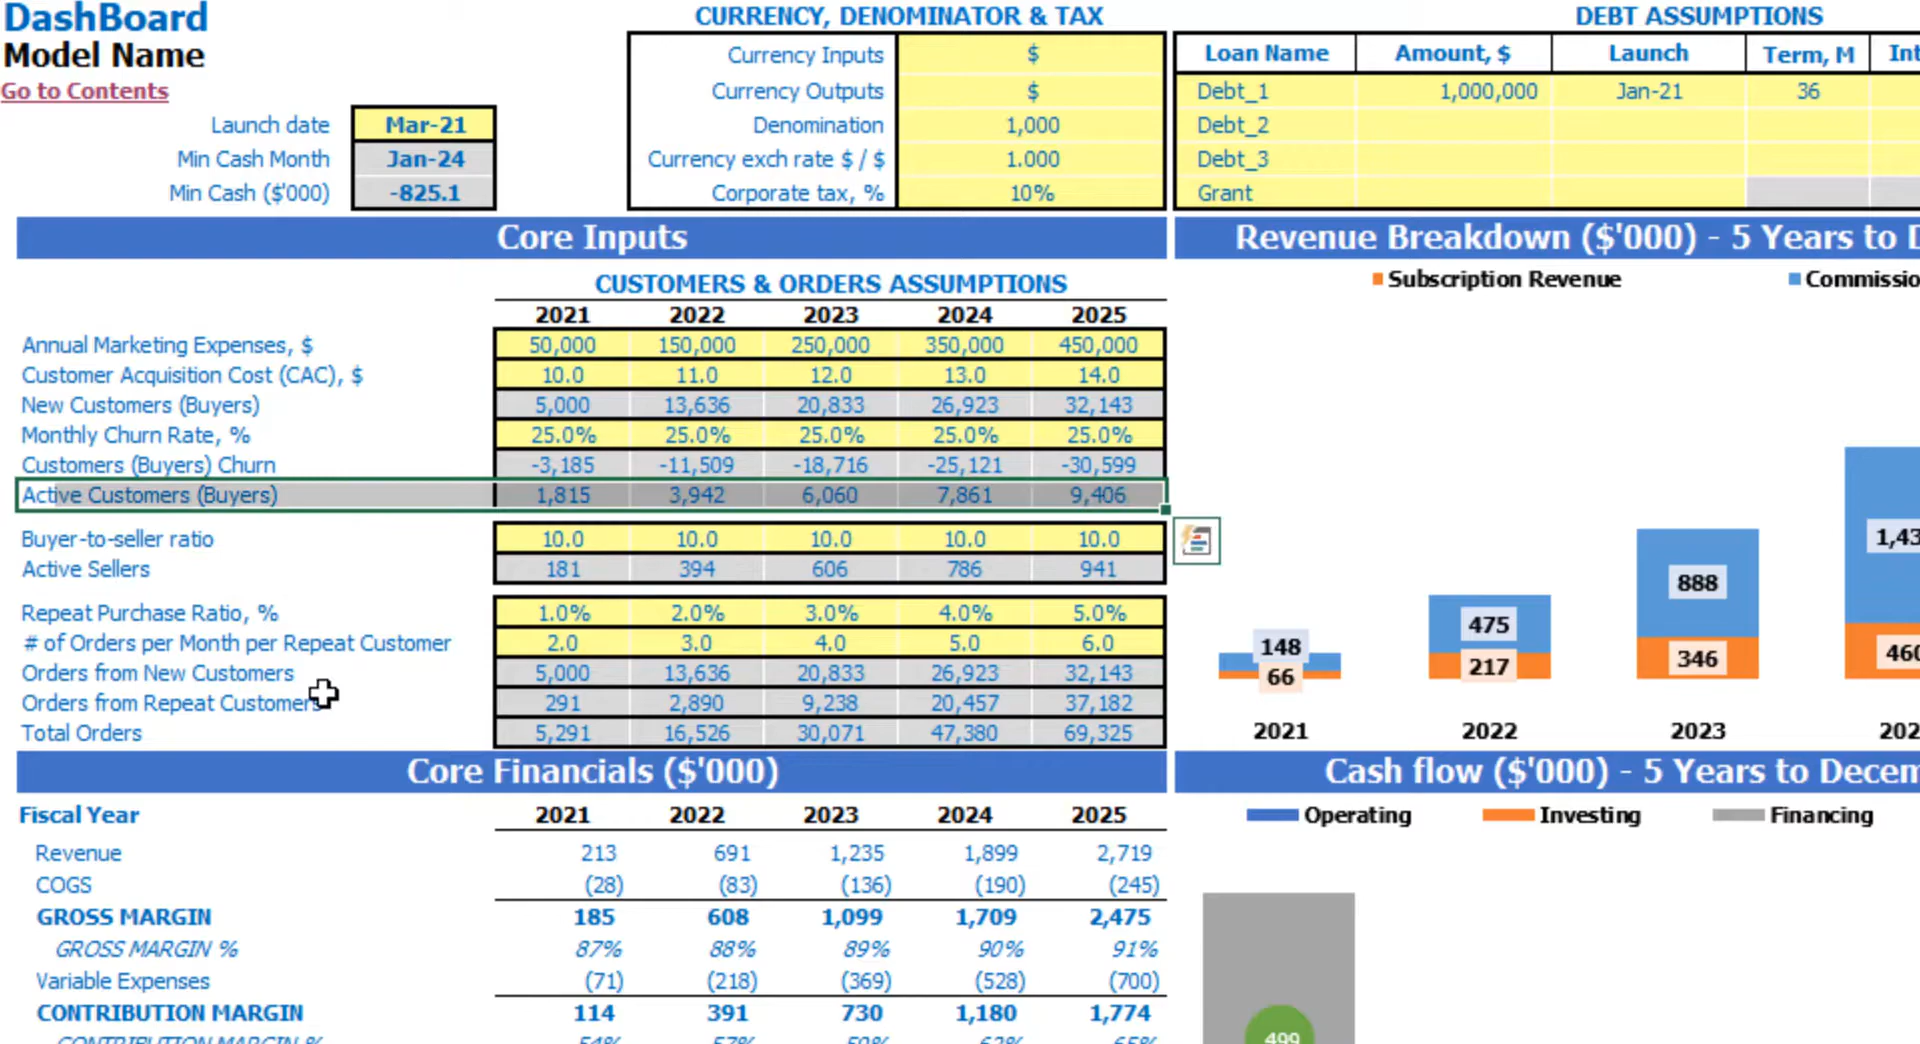 DashBoard
Model Name
Go to Contents
Launch date Mar-21
Min Cash Month Jan-24
Min Cash ($'000) -825.1
CURRENCY, DENOMINATOR & TAX
Currency Inputs $
Currency Outputs $
Denomination 1,000
Currency exch rate $ / $ 1.000
Corporate tax, % 10%
DEBT ASSUMPTIONS
Loan Name Amount, $ Launch Term, M Int
Debt_1 1,000,000 Jan-21 36
Debt_2
Debt_3
Grant
Core Inputs
CUSTOMERS & ORDERS ASSUMPTIONS
2021 2022 2023 2024 2025
Annual Marketing Expenses, $ 50,000 150,000 250,000 350,000 450,000
Customer Acquisition Cost (CAC), $ 10.0 11.0 12.0 13.0 14.0
New Customers (Buyers) 5,000 13,636 20,833 26,923 32,143
Monthly Churn Rate, % 25.0% 25.0% 25.0% 25.0% 25.0%
Customers (Buyers) Churn -3,185 -11,509 -18,716 -25,121 -30,599
Active Customers (Buyers) 1,815 3,942 6,060 7,861 9,406
Buyer-to-seller ratio 10.0 10.0 10.0 10.0 10.0
Active Sellers 181 394 606 786 941
Repeat Purchase Ratio, % 1.0% 2.0% 3.0% 4.0% 5.0%
# of Orders per Month per Repeat Customer 2.0 3.0 4.0 5.0 6.0
Orders from New Customers 5,000 13,636 20,833 26,923 32,143
Orders from Repeat Customers 291 2,890 9,238 20,457 37,182
Total Orders 5,291 16,526 30,071 47,380 69,325
Revenue Breakdown ($'000) - 5 Years to D
Subscription Revenue Commissio
148 475 888 1,43
66 217 346 460
2021 2022 2023 202
Core Financials ($'000)
Fiscal Year 2021 2022 2023 2024 2025
Revenue 213 691 1,235 1,899 2,719
COGS (28) (83) (136) (190) (245)
GROSS MARGIN 185 608 1,099 1,709 2,475
GROSS MARGIN % 87% 88% 89% 90% 91%
Variable Expenses (71) (218) (369) (528) (700)
CONTRIBUTION MARGIN 114 391 730 1,180 1,774
CONTRIBUTION MARGIN % 54% 57% 59% 62% 65%
Cash flow ($'000) - 5 Years to Decem
Operating Investing Financing
499